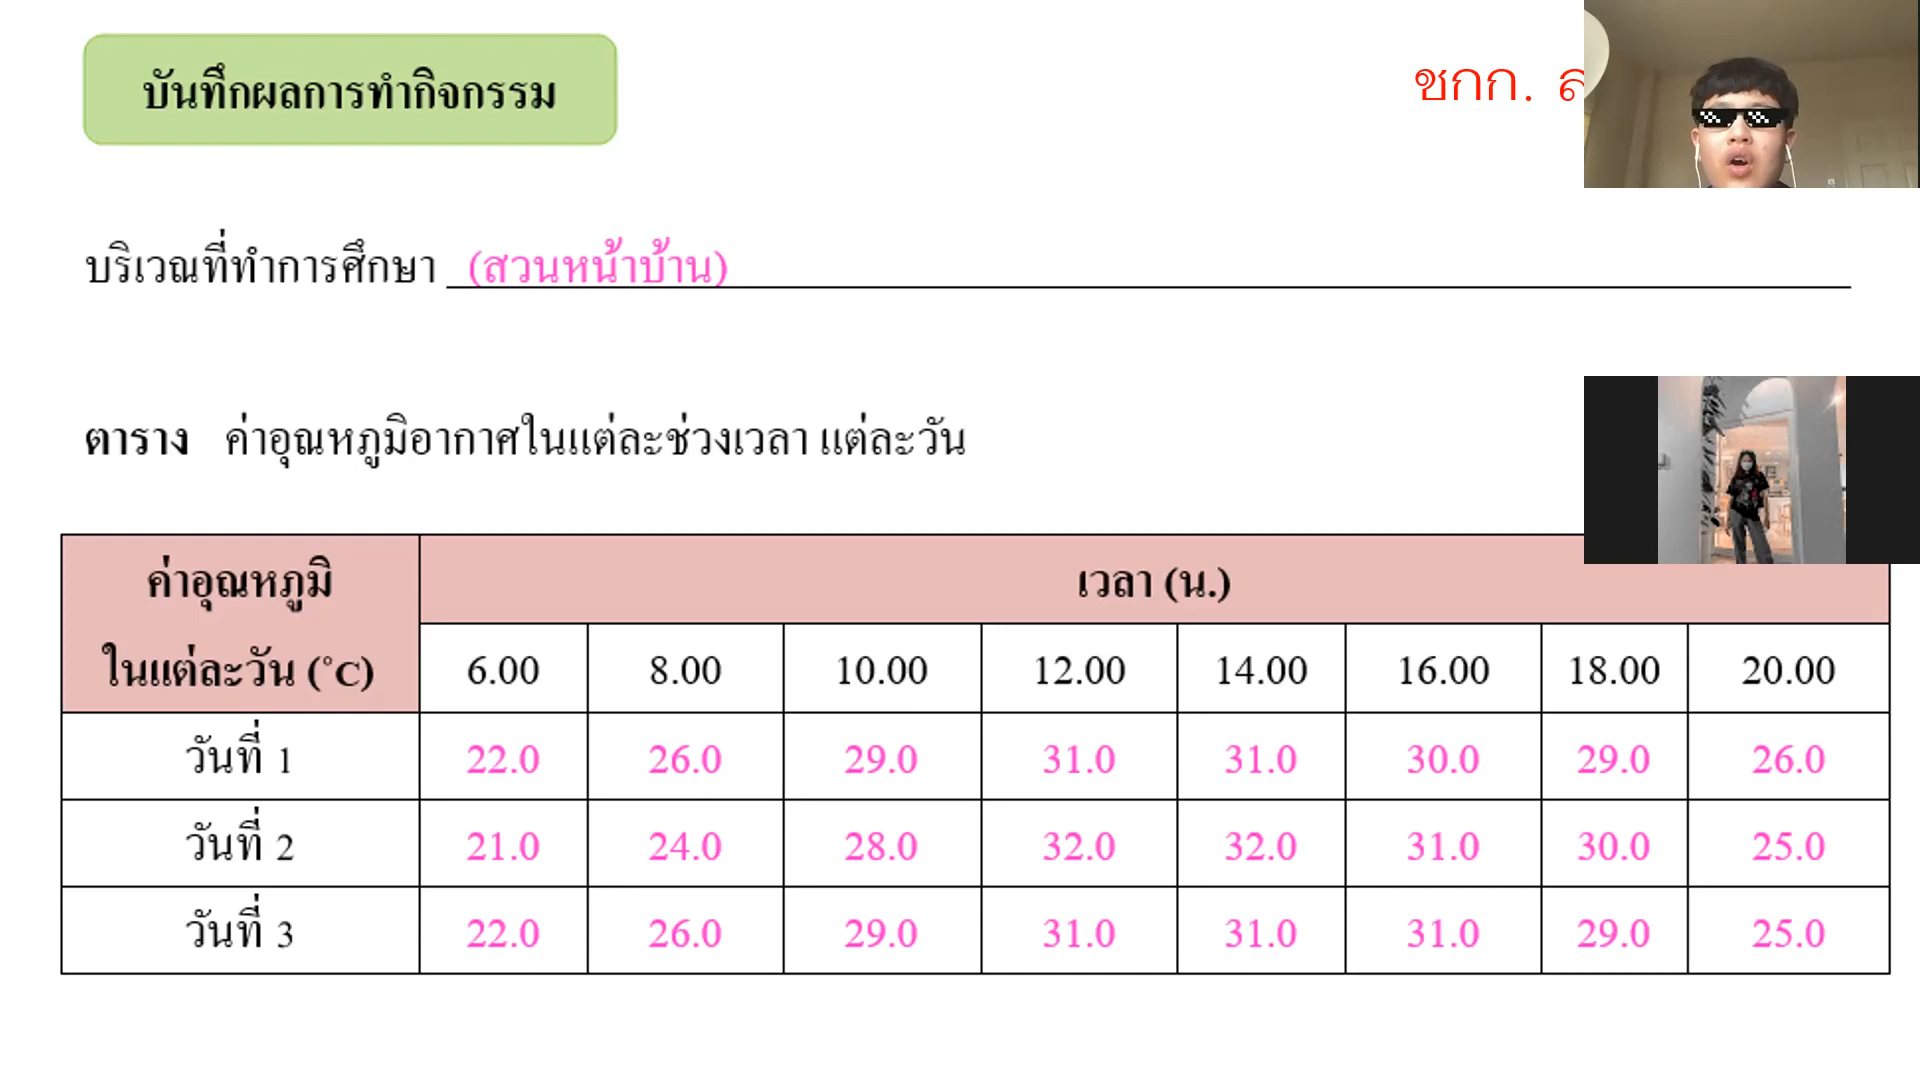 บันทึกผลการทำกิจกรรม
ชกก.
บริเวณที่ทำการศึกษา (สวนหน้าบ้าน)
ตาราง ค่าอุณหภูมิอากาศในแต่ละช่วงเวลา แต่ละวัน
ค่าอุณหภูมิ เวลา (น.)
ในแต่ละวัน (˚C) 6.00 8.00 10.00 12.00 14.00 16.00 18.00 20.00
วันที่ 1 22.0 26.0 29.0 31.0 31.0 30.0 29.0 26.0
วันที่ 2 21.0 24.0 28.0 32.0 32.0 31.0 30.0 25.0
วันที่ 3 22.0 26.0 29.0 31.0 31.0 31.0 29.0 25.0